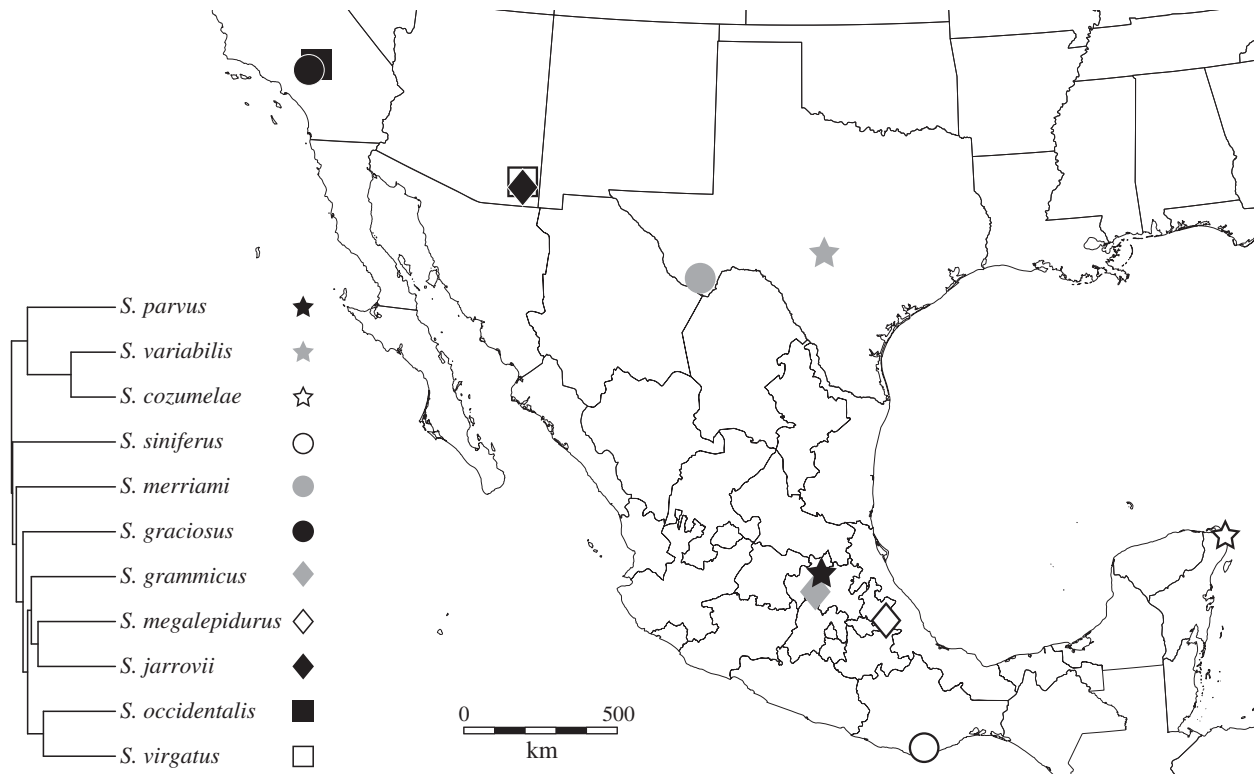 S. parvus
S. variabilis
S. cozumelae
S. siniferus
S. merriami
S. graciosus
S. grammicus
S. megalepidurus
S. jarrovii
S. occidentalis
S. virgatus
0 500
km